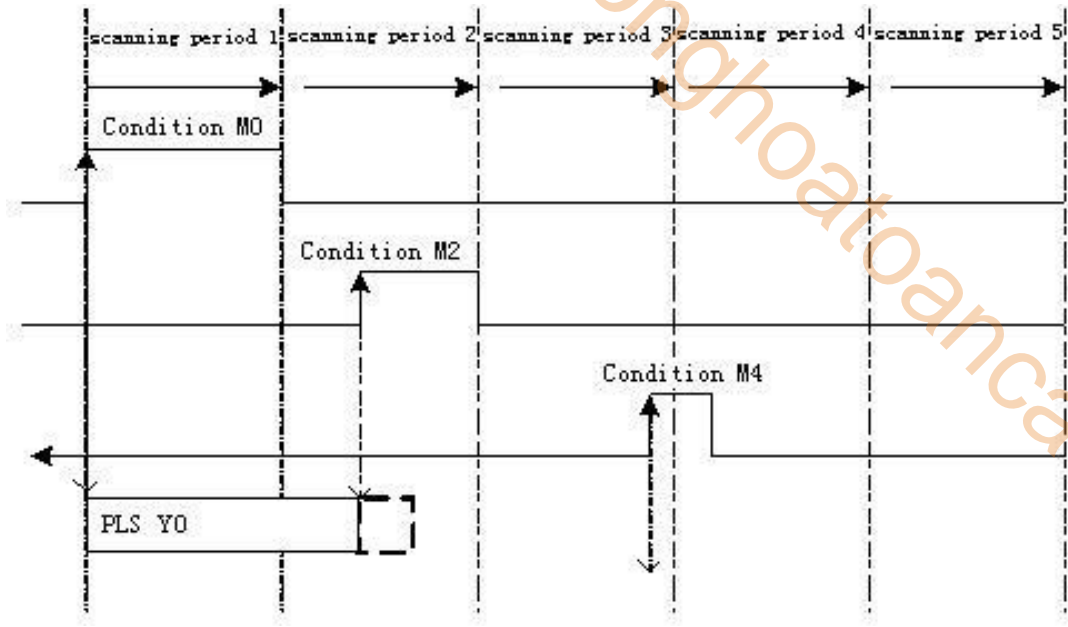 scanning period 1
scanning period 2
scanning period 3
scanning period 4
scanning period 5
Condition M0
Condition M2
Condition M4
PLS Y0
onghoatoanca